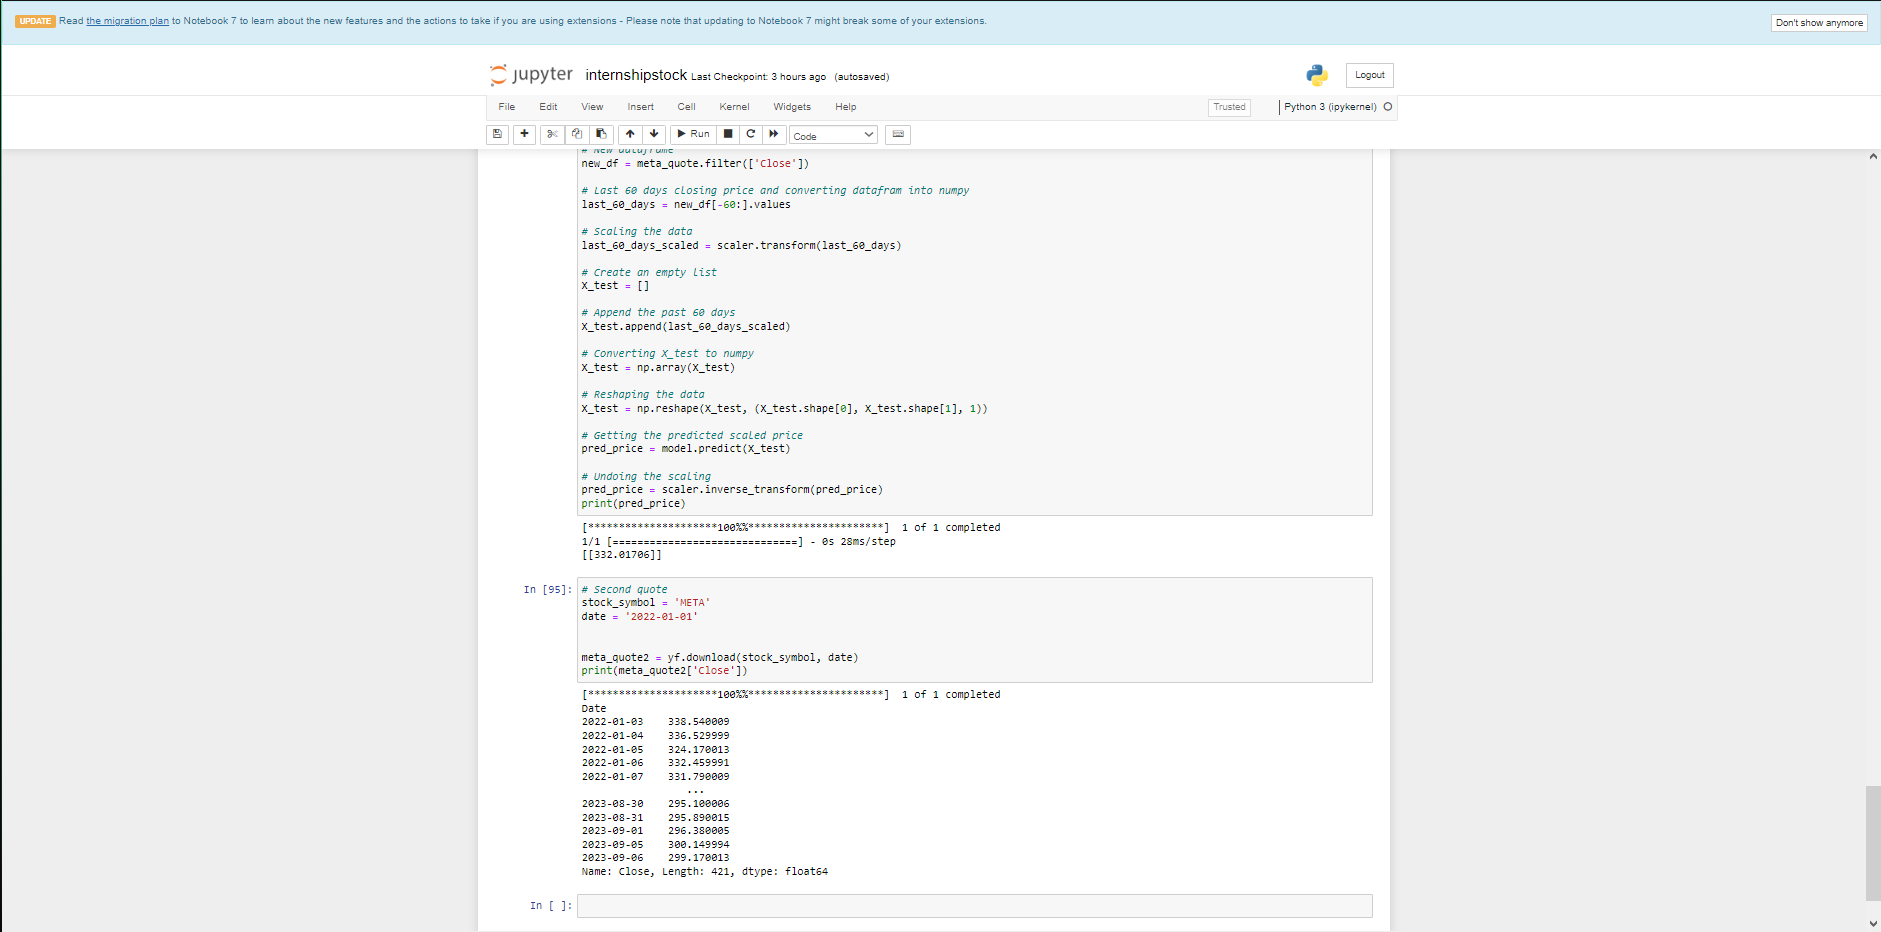 UPDATE Read the migration plan to Notebook 7 to learn about the new features and the actions to take if you are using extensions - Please note that updating to Notebook 7 might break some of your extensions.
Don't show anymore
jupyter internshipstock Last Checkpoint: 3 hours ago (autosaved)
Logout
File Edit View Insert Cell Kernel Widgets Help
Trusted
Python 3 (ipykernel)
Run
Code
# New dataframe
new_df = meta_quote.filter(['Close'])
# Last 60 days closing price and converting datafram into numpy
last_60_days = new_df[-60:].values
# Scaling the data
last_60_days_scaled = scaler.transform(last_60_days)
# Create an empty list
X_test = []
# Append the past 60 days
X_test.append(last_60_days_scaled)
# Converting X_test to numpy
X_test = np.array(X_test)
# Reshaping the data
X_test = np.reshape(X_test, (X_test.shape[0], X_test.shape[1], 1))
# Getting the predicted scaled price
pred_price = model.predict(X_test)
# Undoing the scaling
pred_price = scaler.inverse_transform(pred_price)
print(pred_price)
[*********************100%%**********************]  1 of 1 completed
1/1 [==============================] - 0s 28ms/step
[[332.01706]]
In [95]:
# Second quote
stock_symbol = 'META'
date = '2022-01-01'
meta_quote2 = yf.download(stock_symbol, date)
print(meta_quote2['Close'])
[*********************100%%**********************]  1 of 1 completed
Date
2022-01-03    338.540009
2022-01-04    336.529999
2022-01-05    324.170013
2022-01-06    332.459991
2022-01-07    331.790009
...
2023-08-30    295.100006
2023-08-31    295.890015
2023-09-01    296.380005
2023-09-05    300.149994
2023-09-06    299.170013
Name: Close, Length: 421, dtype: float64
In [ ]: